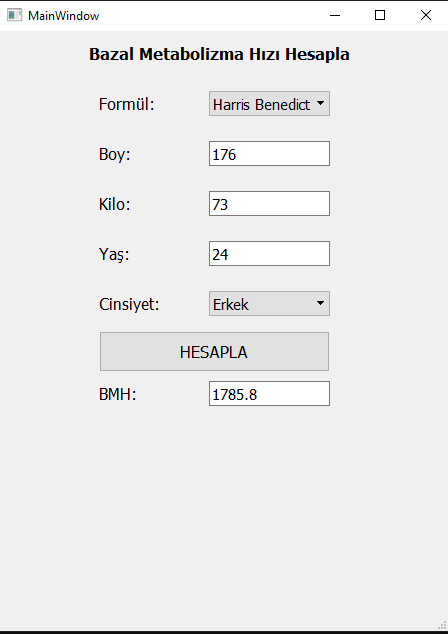 MainWindow
Bazal Metabolizma Hızı Hesapla
Formül: Harris Benedict
Boy: 176
Kilo: 73
Yaş: 24
Cinsiyet: Erkek
HESAPLA
BMH: 1785.8